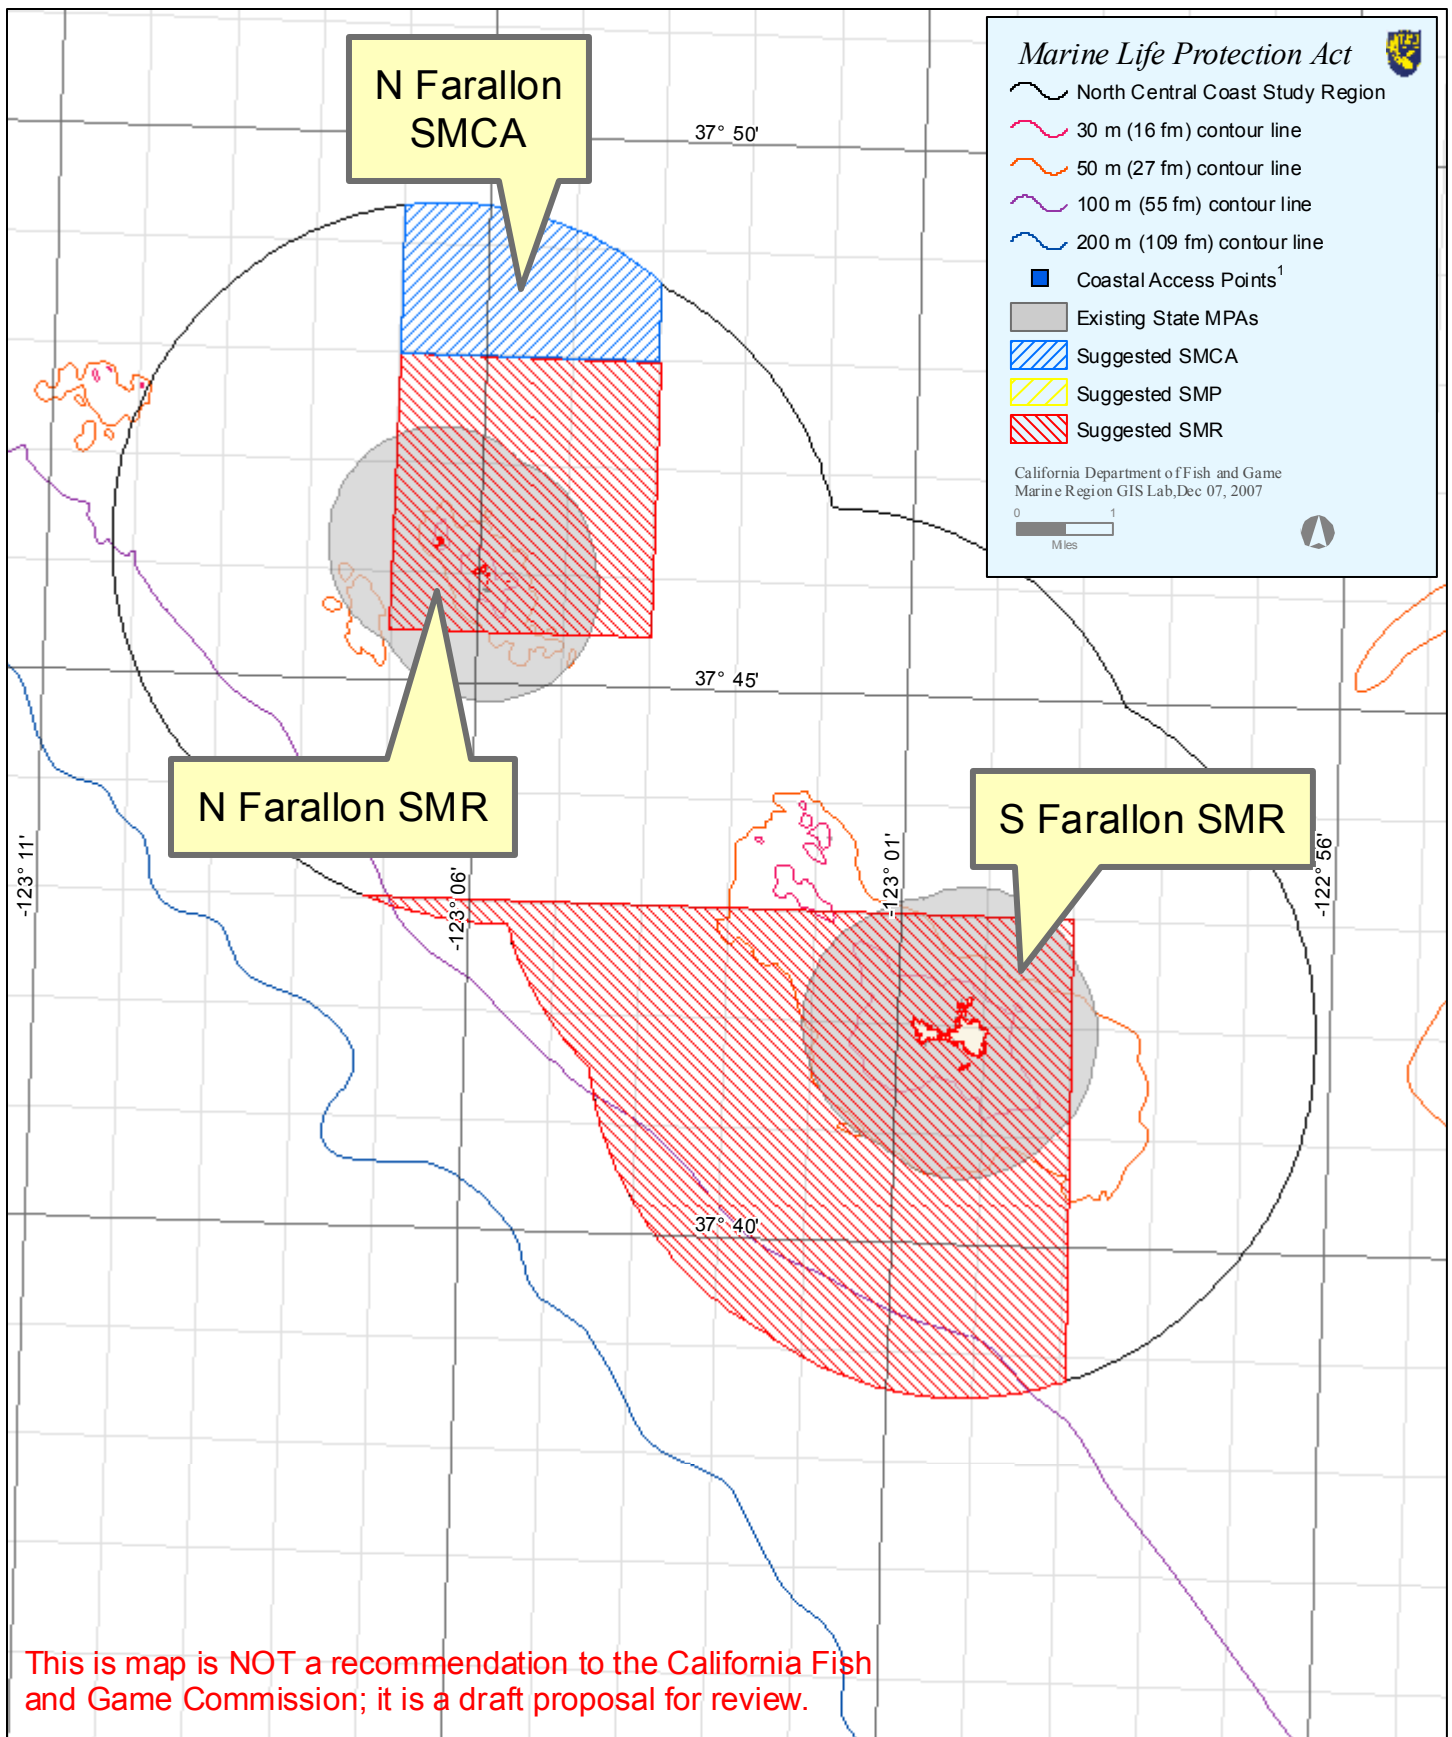 N Farallon
SMCA
Marine Life Protection Act
North Central Coast Study Region
30 m (16 fm) contour line
50 m (27 fm) contour line
100 m (55 fm) contour line
200 m (109 fm) contour line
Coastal Access Points1
Existing State MPAs
Suggested SMCA
Suggested SMP
Suggested SMR
California Department of Fish and Game
Marine Region GIS Lab,Dec 07, 2007
0 1
Miles
37° 50'
37° 45'
N Farallon SMR
S Farallon SMR
-123° 11'
-123° 06'
-123° 01'
-122° 56'
37° 40'
This is map is NOT a recommendation to the California Fish
and Game Commission; it is a draft proposal for review.